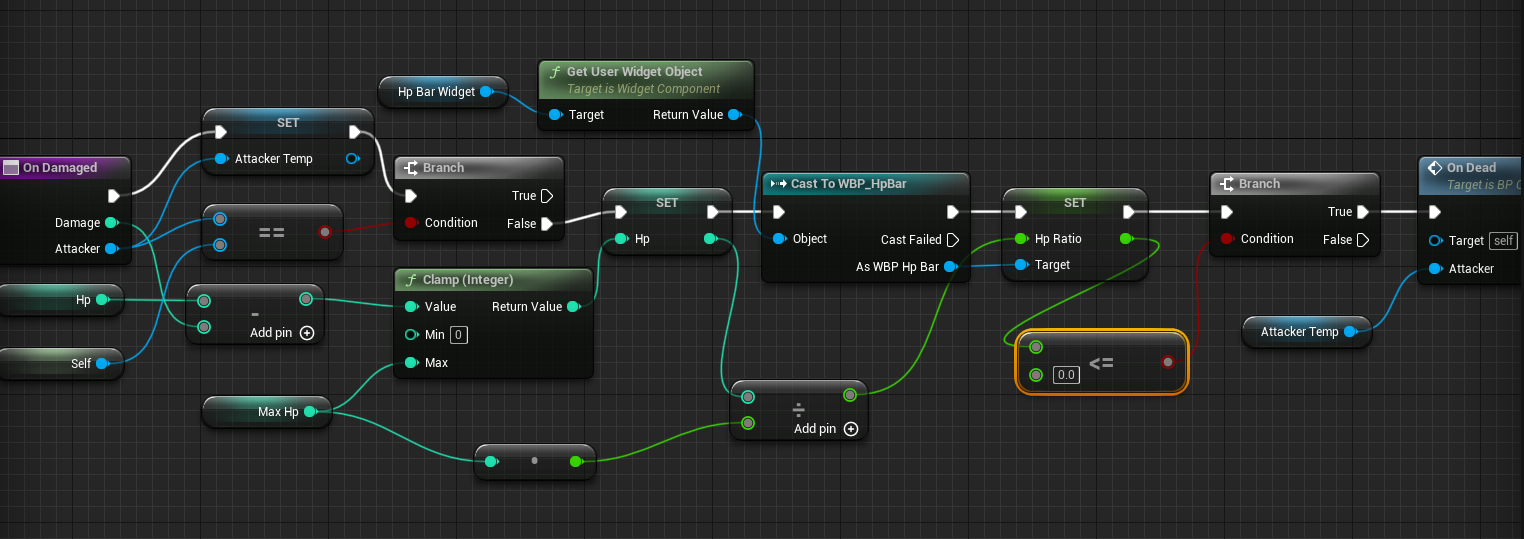 Get User Widget Object
Target is Widget Component
Hp Bar Widget
Target
Return Value
SET
Attacker Temp
On Damaged
Damage
Attacker
==
Branch
True
Condition
False
SET
Hp
Cast To WBP_HpBar
Object
Cast Failed
As WBP Hp Bar
SET
Hp Ratio
Target
Branch
True
Condition
False
On Dead
Target is BP C
Target self
Attacker
Hp
-
Add pin
Self
Clamp (Integer)
Value
Return Value
Min 0
Max
Max Hp
÷
Add pin
0.0
<=
Attacker Temp